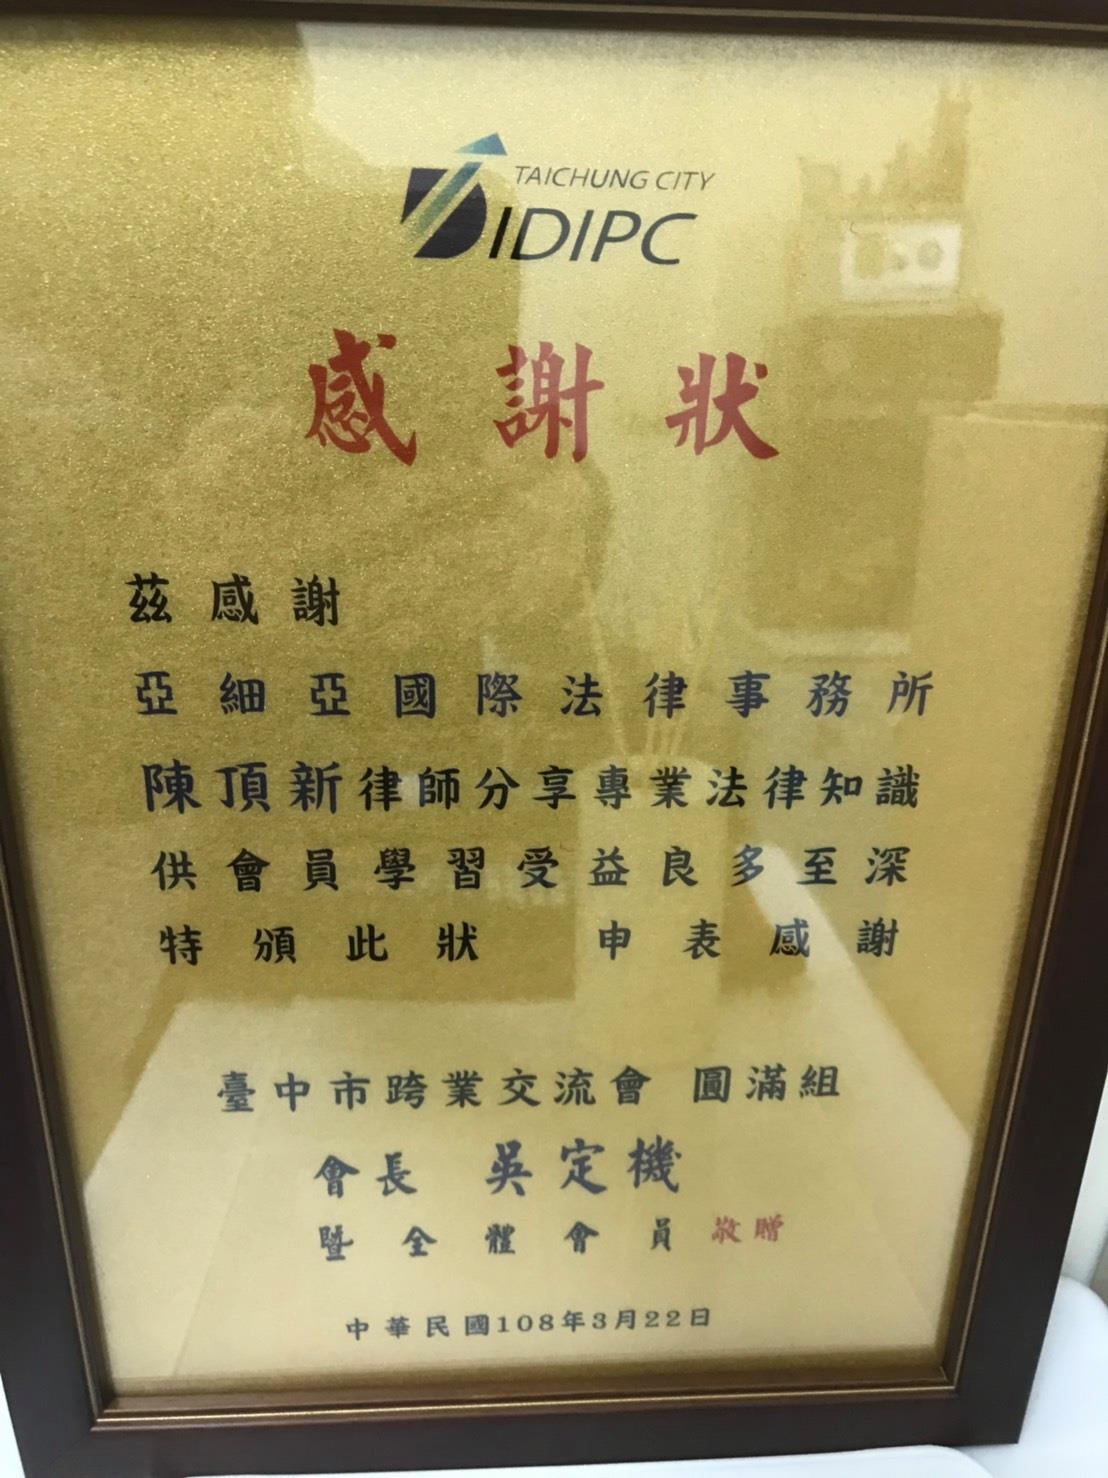 TAICHUNG CITY
IDIPC
感謝狀
茲感謝
亞細亞國際法律事務所
陳頂新律師分享專業法律知識
供會員學習受益良多至深
特頒此狀 申表感謝
臺中市跨業交流會 圓滿組
會長 吳定機
暨全體會員敬贈
中華民國108年3月22日